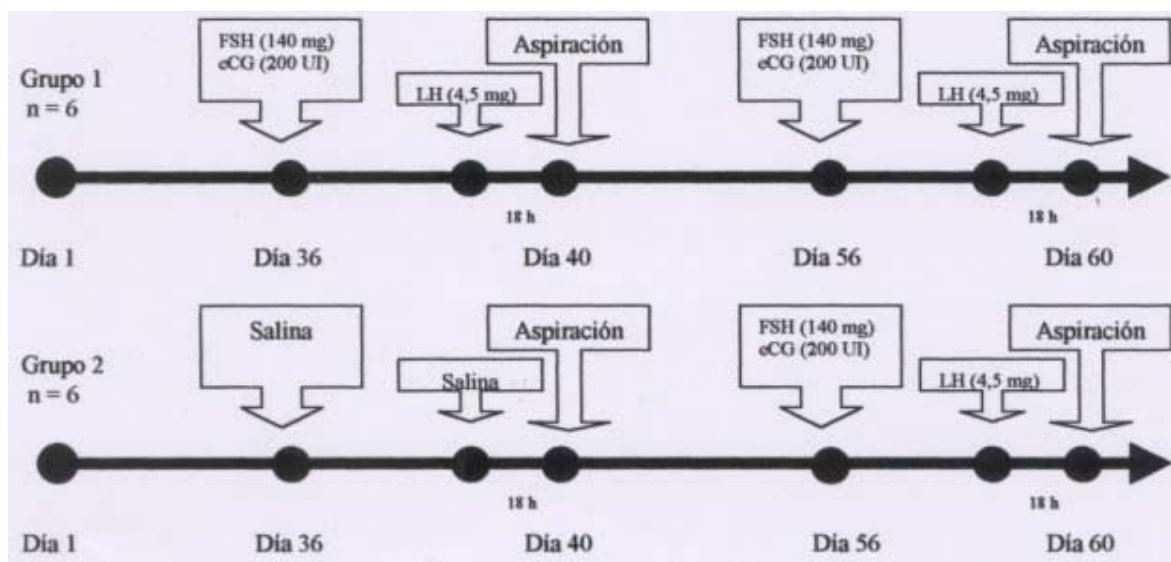 FSH (140 mg)
eCG (200 UI)
Aspiración
FSH (140 mg)
eCG (200 UI)
Aspiración
Grupo 1
n = 6
LH (4,5 mg)
LH (4,5 mg)
18 h
18 h
Día 1
Día 36
Día 40
Día 56
Día 60
Salina
Aspiración
FSH (140 mg)
eCG (200 UI)
Aspiración
Grupo 2
n = 6
Salina
LH (4,5 mg)
18 h
18 h
Día 1
Día 36
Día 40
Día 56
Día 60